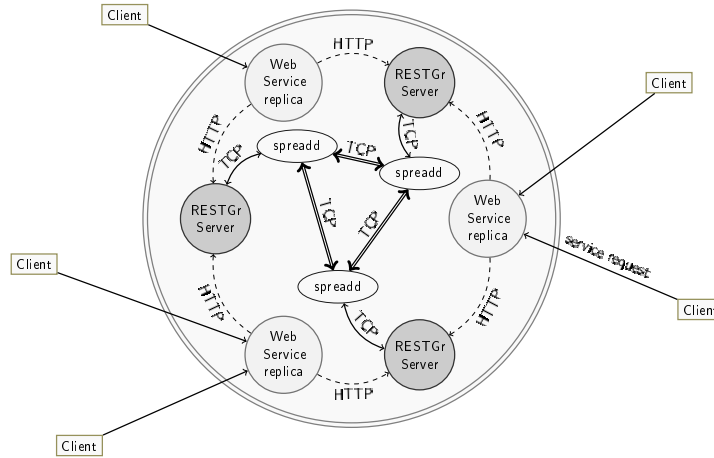 Client
HTTP
Web
Service
replica
RESTGr
Server
Client
HTTP
TCP
HTTP
TCP
spreadd
TCP
spreadd
RESTGr
Server
Web
Service
replica
TCP
TCP
service request
Client
spreadd
HTTP
TCP
HTTP
Client
Web
Service
replica
RESTGr
Server
HTTP
Client